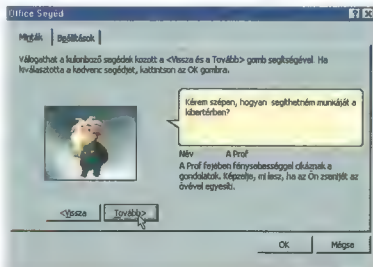 Office Segéd
Minták Beállítások
Válogathat a különböző segédek között a <Vissza és a Tovább> gomb segítségével. Ha
kiválasztotta a kedvenc segédjét, kattintson az OK gombra.
Kérem szépen, hogyan segíthetném munkáját a
kibertérben?
Név A Prof
A Prof fejében fénysebességgel cikáznak a
gondolatok. Képzelje, mi lesz, ha az Ön zsenijét az
övével egyesíti.
<Vissza Tovább>
OK Mégse